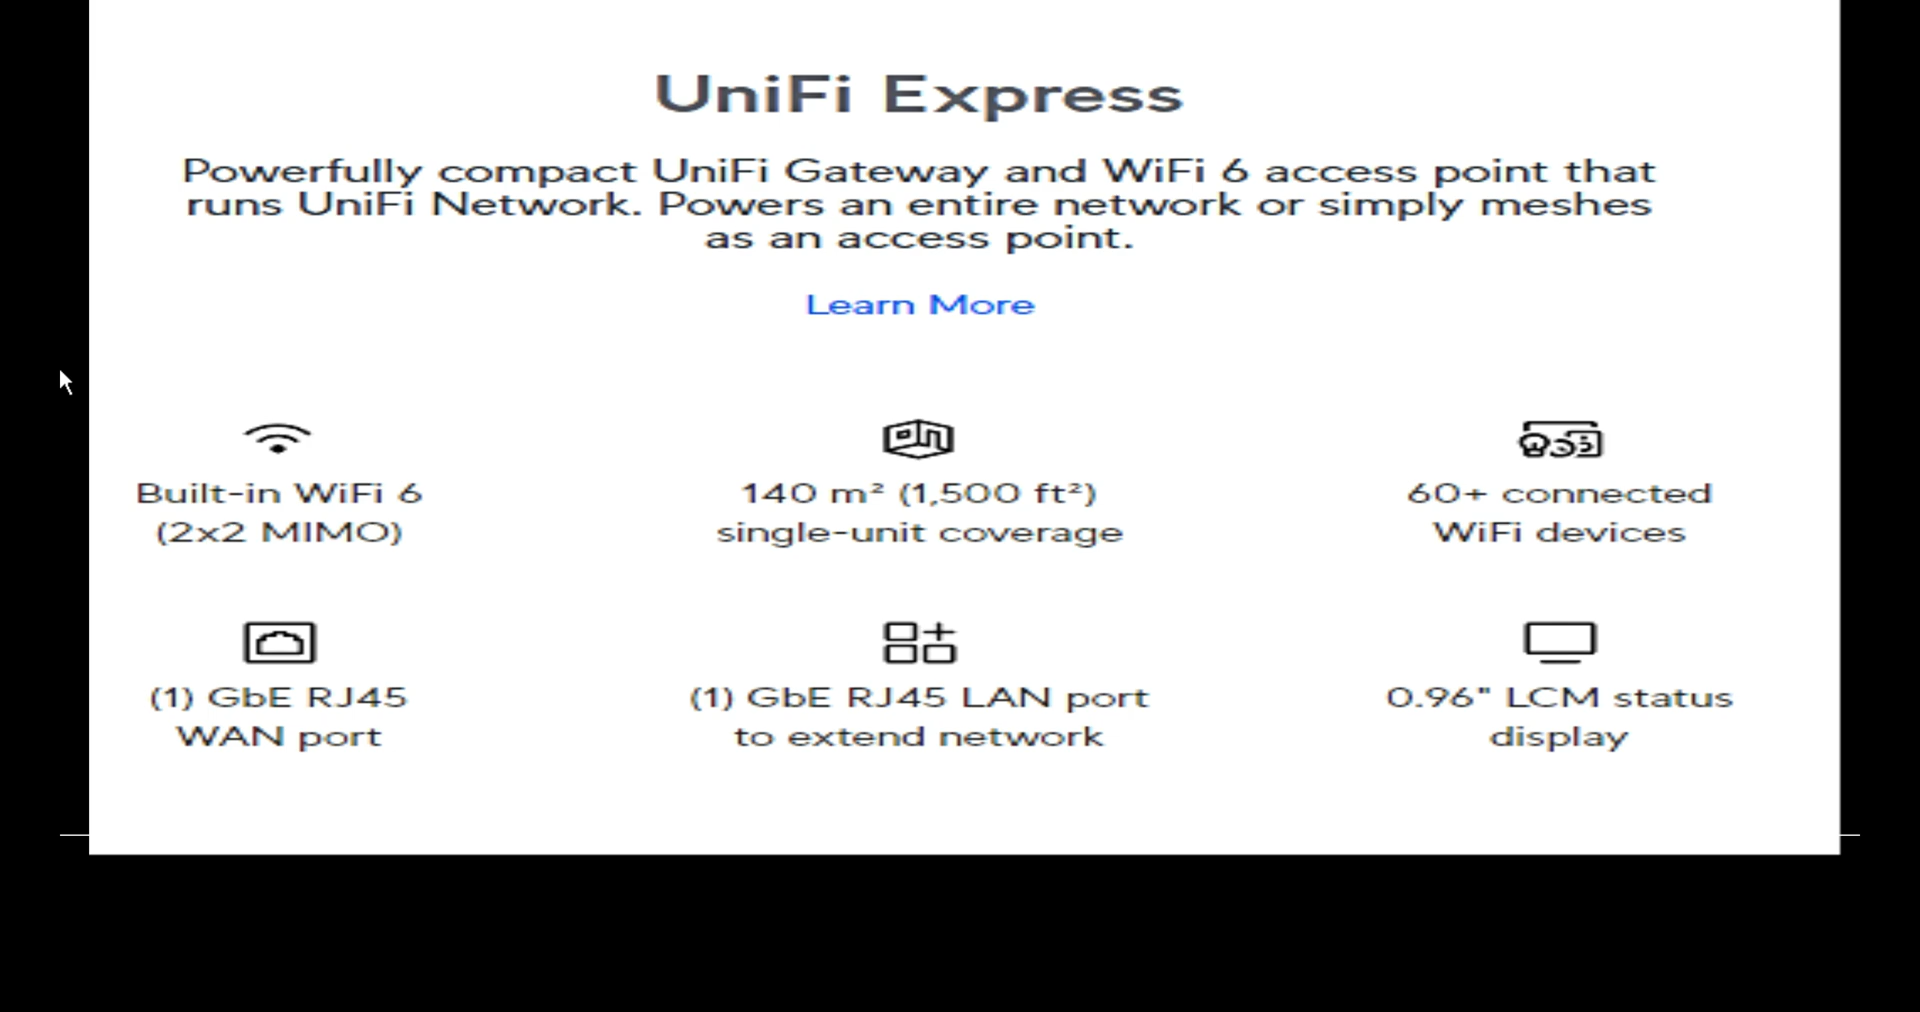 UniFi Express
Powerfully compact UniFi Gateway and WiFi 6 access point that
runs UniFi Network. Powers an entire network or simply meshes
as an access point.
Learn More
Built-in WiFi 6
(2x2 MIMO)
140 m² (1,500 ft²)
single-unit coverage
60+ connected
WiFi devices
(1) GbE RJ45
WAN port
(1) GbE RJ45 LAN port
to extend network
0.96" LCM status
display